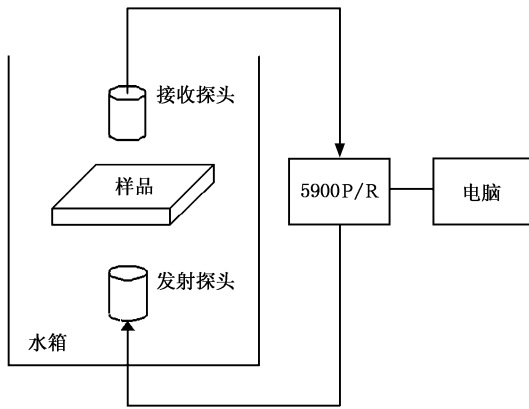 接收探头
样品
5900P/R
电脑
发射探头
水箱